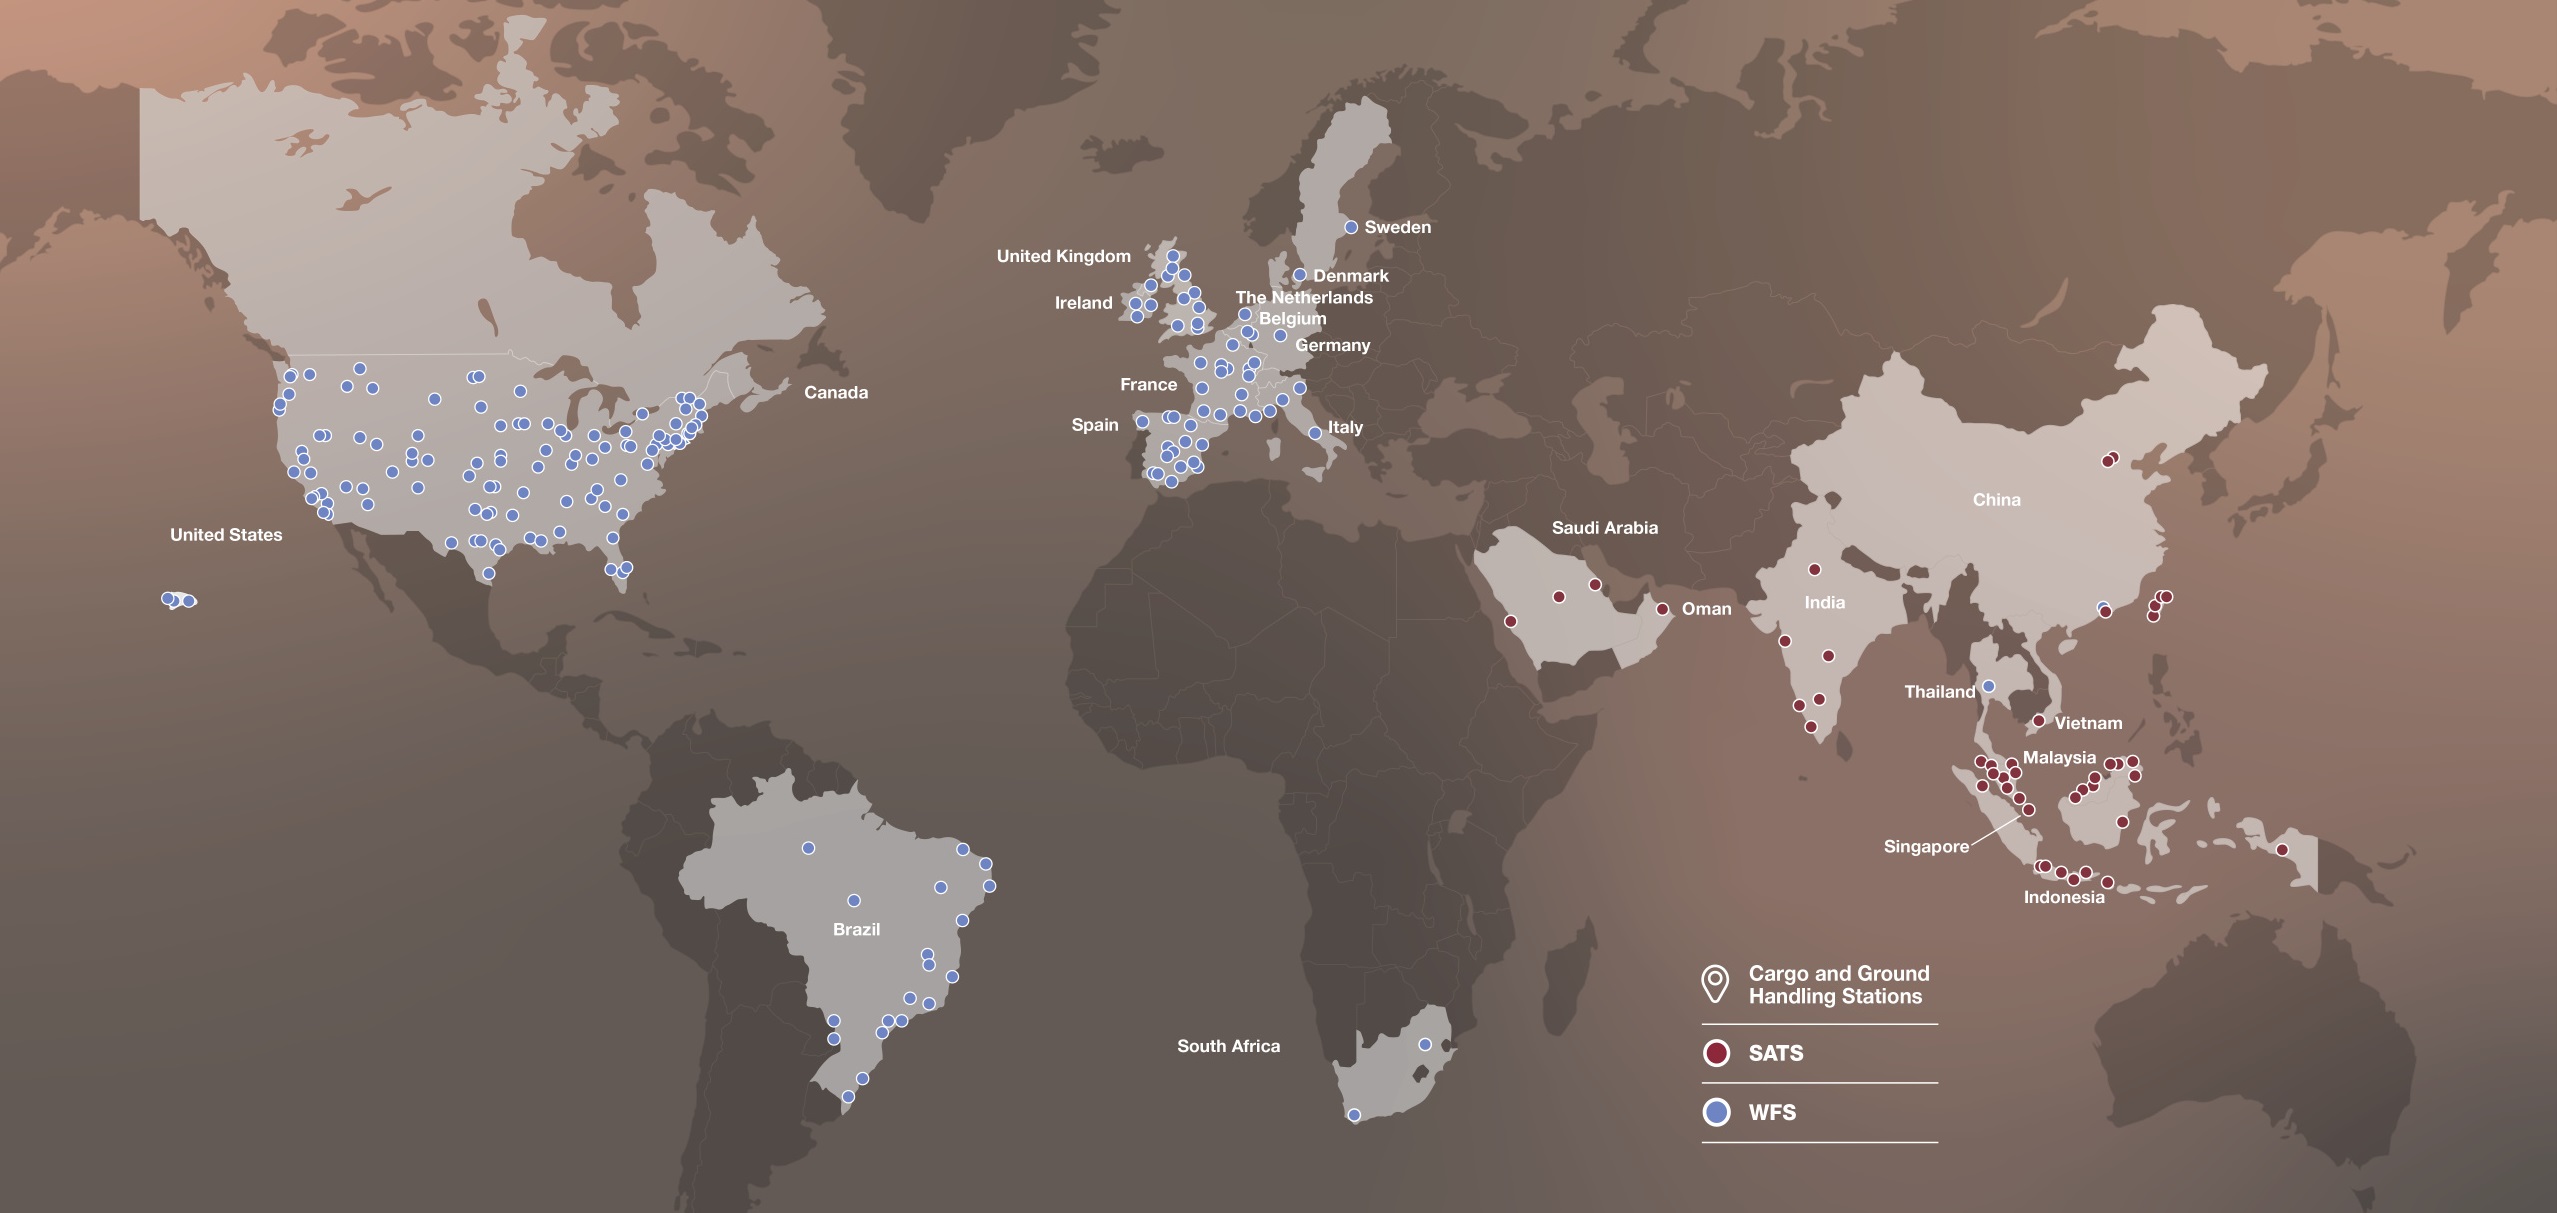 Sweden
United Kingdom
Denmark
The Netherlands
Ireland
Belgium
Germany
France
Canada
Spain
Italy
China
Saudi Arabia
United States
India
Oman
Thailand
Vietnam
Malaysia
Singapore
Indonesia
Brazil
South Africa
Cargo and Ground
Handling Stations
SATS
WFS